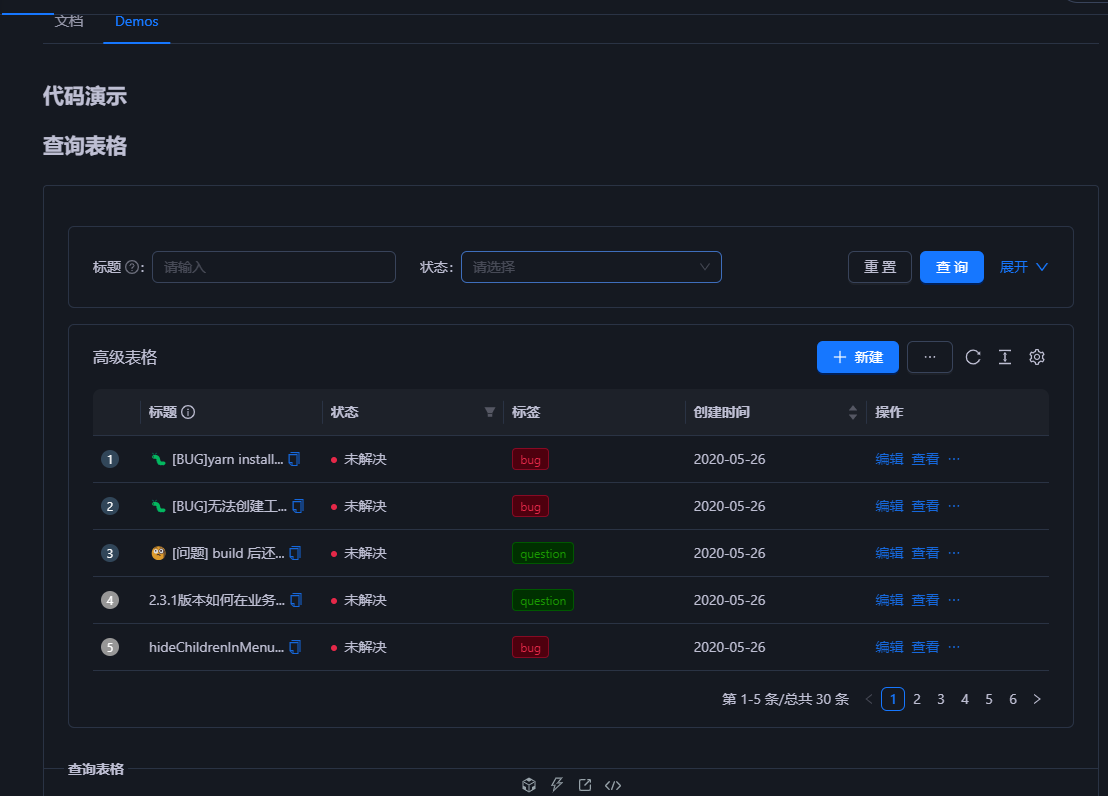 文档 Demos
代码演示
查询表格
标题 : 请输入 状态: 请选择 重 置 查 询 展开
高级表格 + 新建 ...
标题 状态 标签 创建时间 操作
1 [BUG]yarn install... 未解决 bug 2020-05-26 编辑 查看 ...
2 [BUG]无法创建工... 未解决 bug 2020-05-26 编辑 查看 ...
3 [问题] build 后还... 未解决 question 2020-05-26 编辑 查看 ...
4 2.3.1版本如何在业务... 未解决 question 2020-05-26 编辑 查看 ...
5 hideChildrenInMenu... 未解决 bug 2020-05-26 编辑 查看 ...
第 1-5 条/总共 30 条 < 1 2 3 4 5 6 >
查询表格